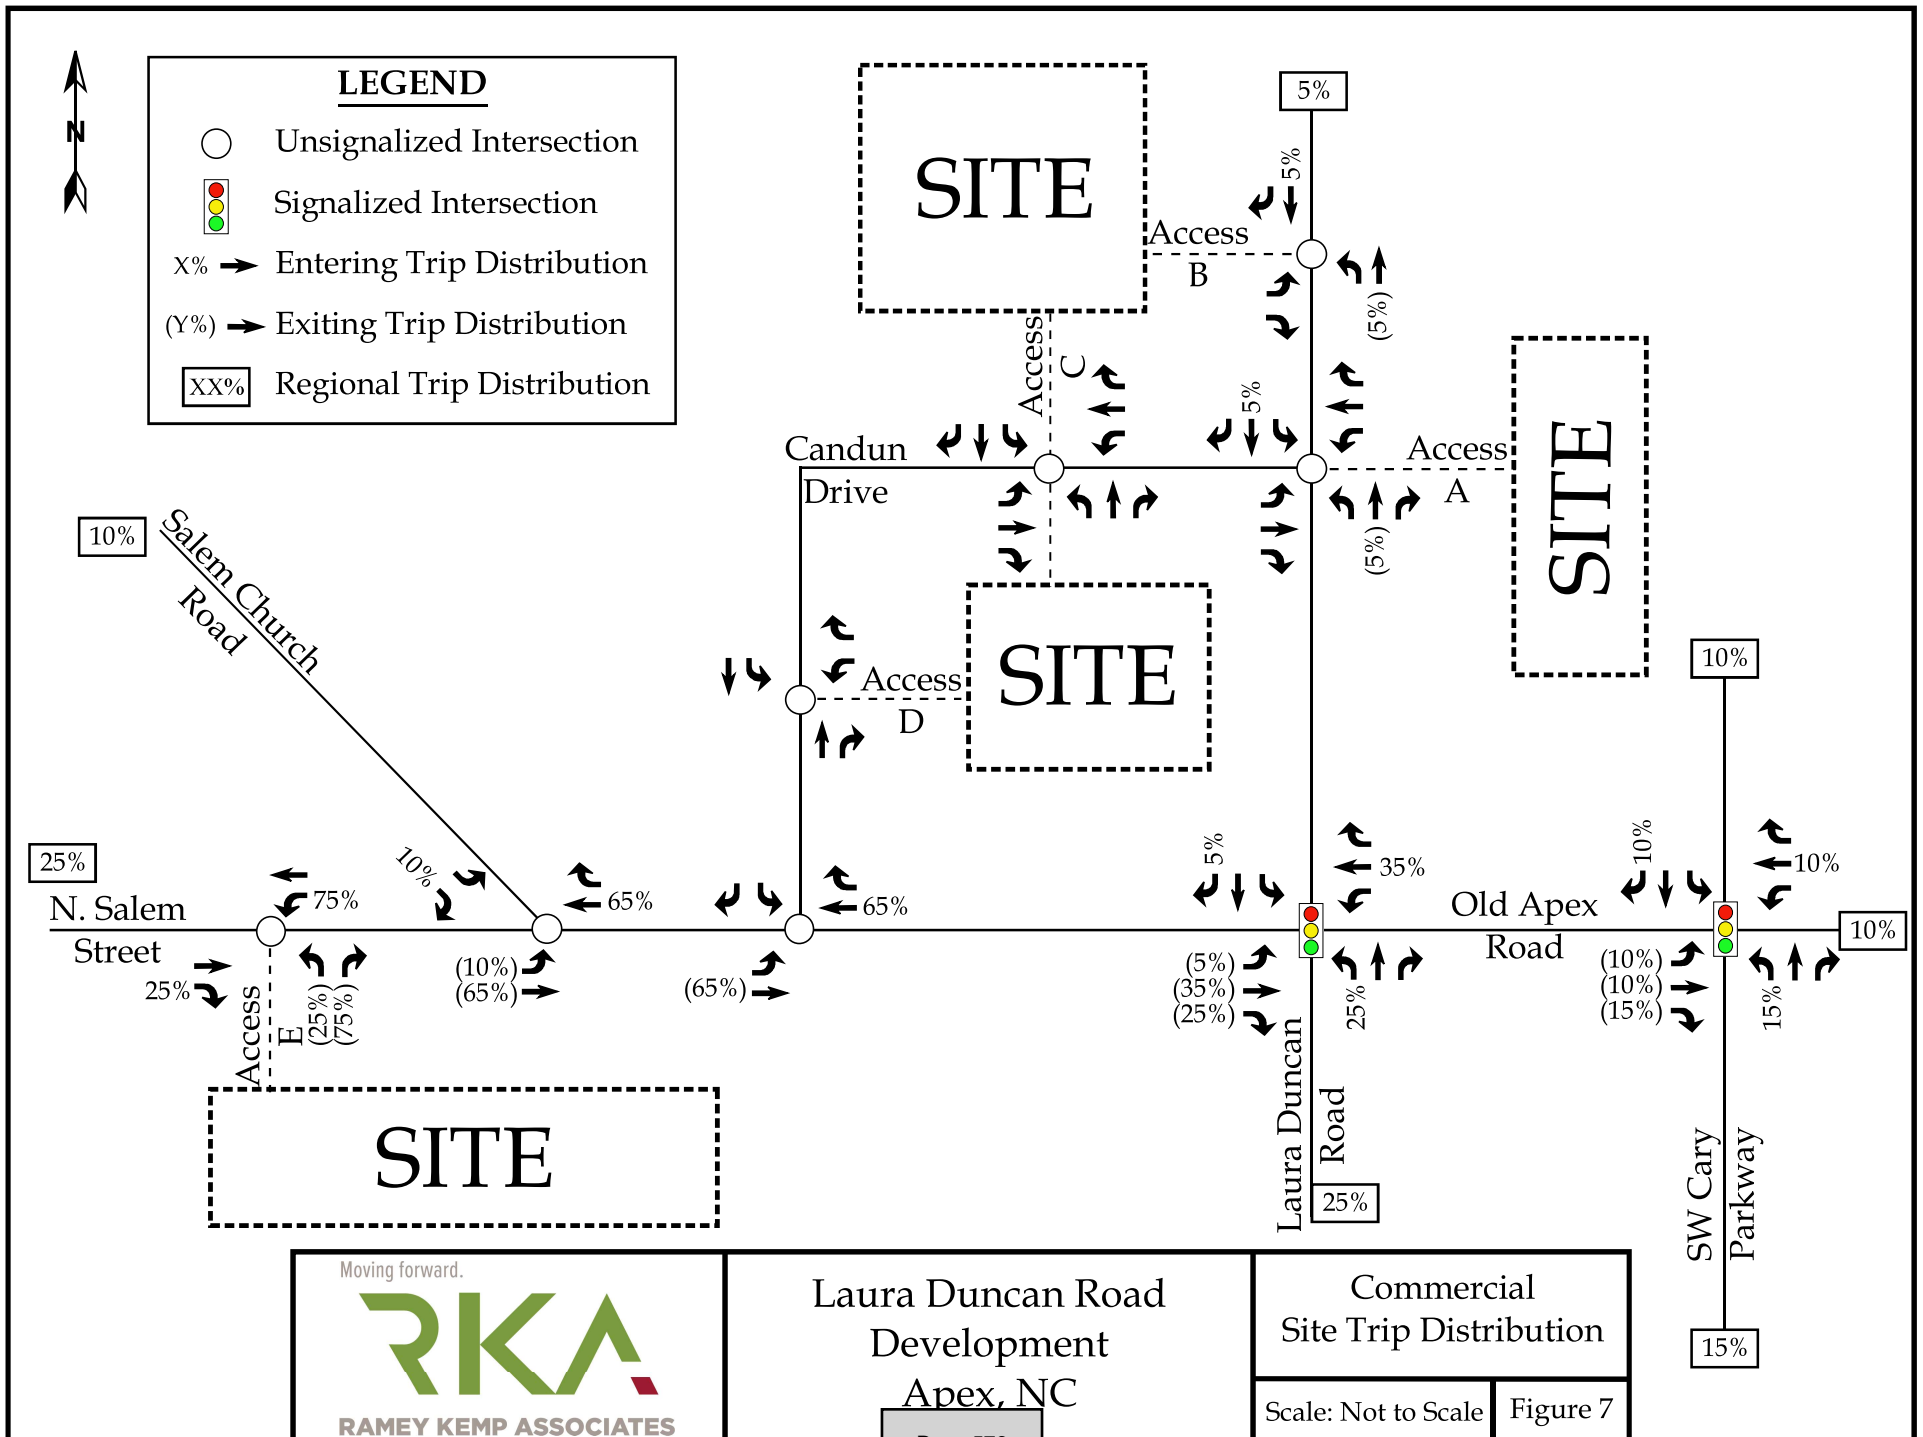 N
LEGEND
Unsignalized Intersection
Signalized Intersection
X% Entering Trip Distribution
(Y%) Exiting Trip Distribution
XX% Regional Trip Distribution
SITE
5%
5%
Access
B
(5%)
Access
C
5%
Candun
Drive
Access
A
(5%)
SITE
10%
Salem Church
Road
SITE
Access
D
10%
25%
N. Salem
Street
75%
25%
Access
E
(25%)
(75%)
10%
65%
(10%)
(65%)
65%
(65%)
5%
35%
(5%)
(35%)
(25%)
25%
Old Apex
Road
10%
10%
(10%)
(10%)
(15%)
15%
10%
SITE
Laura Duncan
Road
25%
SW Cary
Parkway
15%
Moving forward.
RKA
RAMEY KEMP ASSOCIATES
Laura Duncan Road
Development
Apex, NC
Commercial
Site Trip Distribution
Scale: Not to Scale
Figure 7